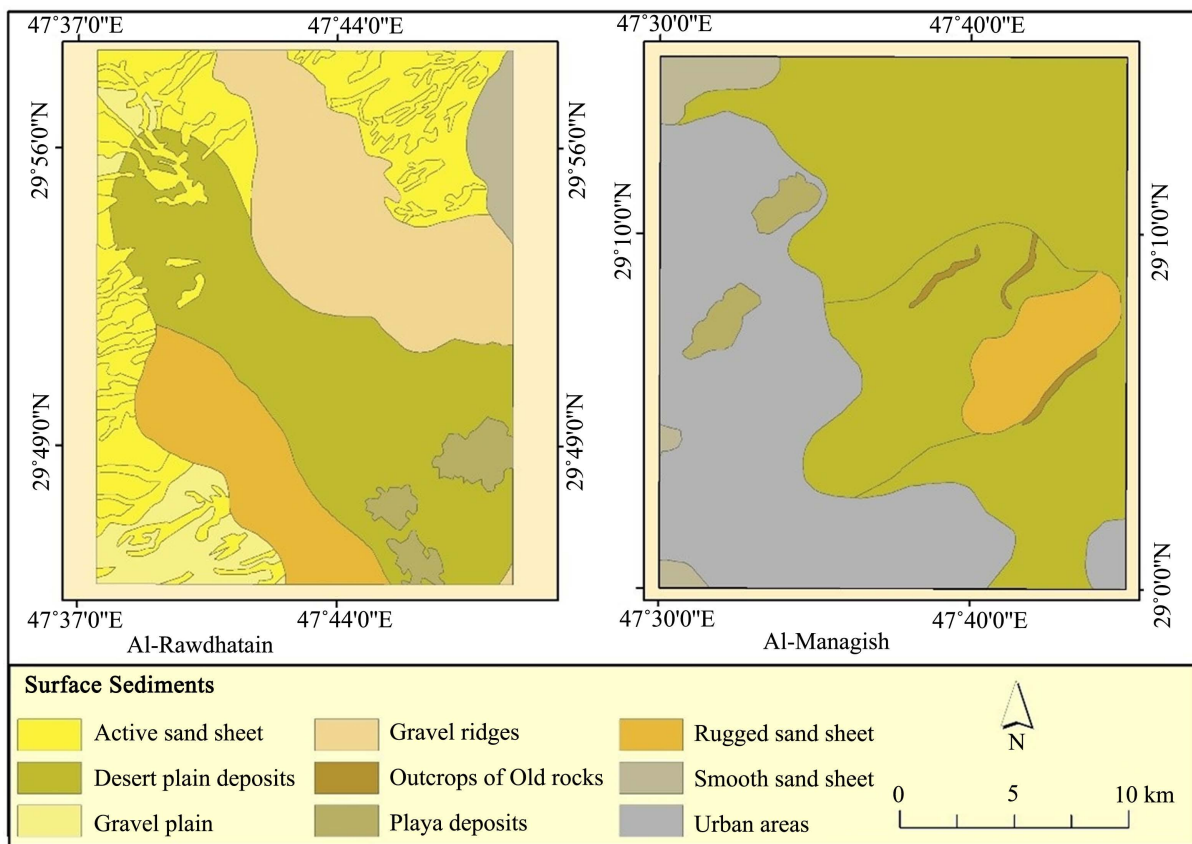 47°37'0"E 47°44'0"E 47°30'0"E 47°40'0"E
29°56'0"N 29°56'0"N
29°10'0"N 29°10'0"N
29°49'0"N 29°49'0"N
29°0'0"N
47°37'0"E 47°44'0"E 47°30'0"E 47°40'0"E
Al-Rawdhatain Al-Managish
Surface Sediments
Active sand sheet Gravel ridges Rugged sand sheet
N
Desert plain deposits Outcrops of Old rocks Smooth sand sheet
0 5 10 km
Gravel plain Playa deposits Urban areas